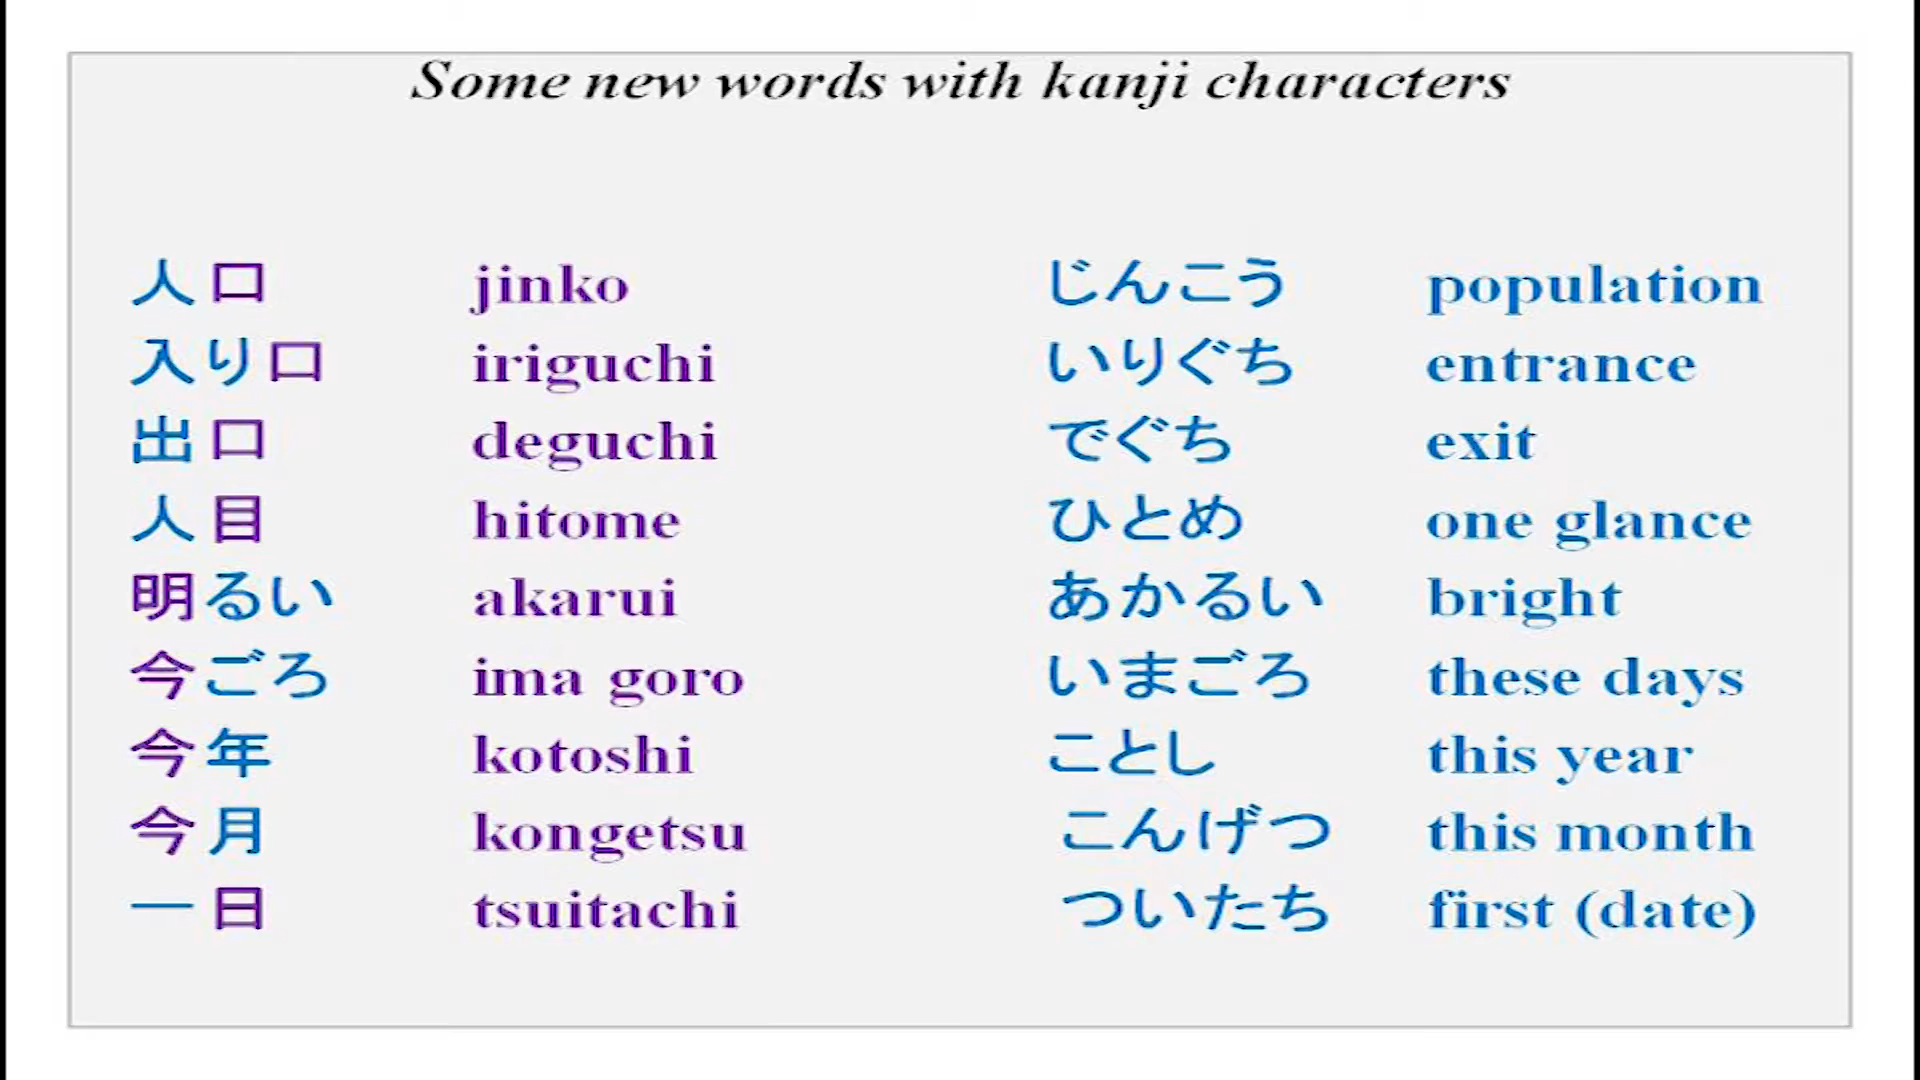 Some new words with kanji characters
人口 jinko じんこう population
入り口 iriguchi いりぐち entrance
出口 deguchi でぐち exit
人目 hitome ひとめ one glance
明るい akarui あかるい bright
今ごろ ima goro いまごろ these days
今年 kotoshi ことし this year
今月 kongetsu こんげつ this month
一日 tsuitachi ついたち first (date)